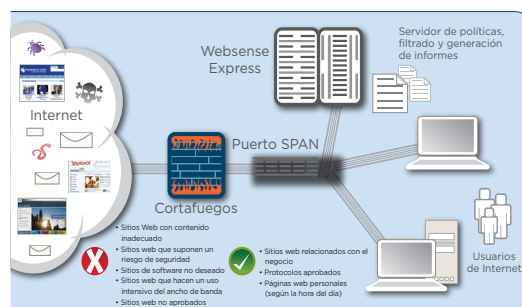 Websense
Express
Servidor de políticas,
filtrado y generación
de informes
Internet
Puerto SPAN
YAHOO!
Cortafuegos
• Sitios Web con contenido
inadecuado
• Sitios web que suponen un
riesgo de seguridad
• Sitios de software no deseado
• Sitios web que hacen un uso
intensivo del ancho de banda
• Sitios web no aprobados
• Sitios web relacionados con el
negocio
• Protocolos aprobados
• Páginas web personales
(según la hora del día)
Usuarios
de Internet